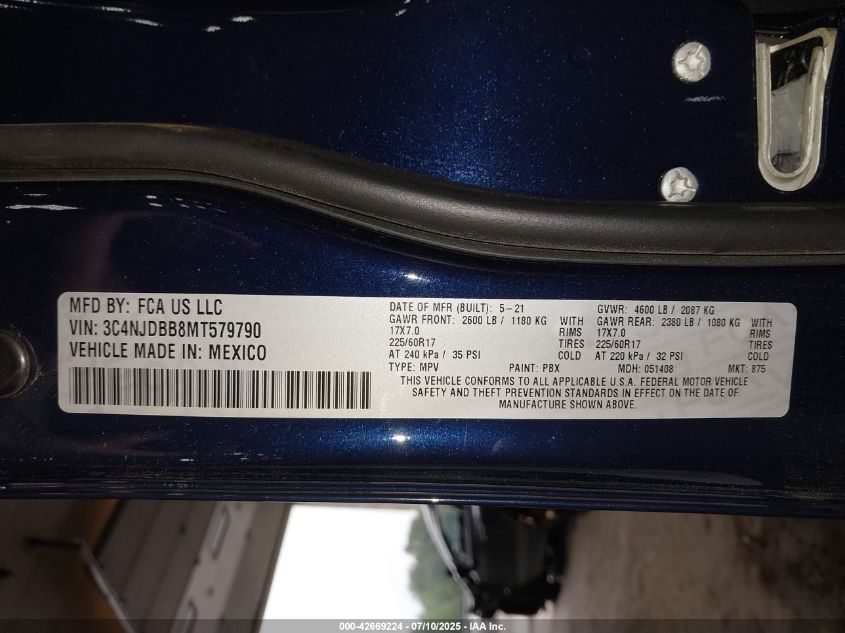 MFD BY: FCA US LLC
VIN: 3C4NJDBB8MT579790
VEHICLE MADE IN: MEXICO
DATE OF MFR (BUILT): 5-21
GVWR: 4600 LB / 2087 KG
GAWR FRONT: 2600 LB / 1180 KG WITH
GAWR REAR: 2380 LB / 1080 KG WITH
17X7.0 RIMS 17X7.0 RIMS
225/60R17 TIRES 225/60R17 TIRES
AT 240 kPa / 35 PSI COLD AT 220 kPa / 32 PSI COLD
TYPE: MPV PAINT: PBX MDH: 051408 MKT: 875
THIS VEHICLE CONFORMS TO ALL APPLICABLE U.S.A. FEDERAL MOTOR VEHICLE
SAFETY AND THEFT PREVENTION STANDARDS IN EFFECT ON THE DATE OF
MANUFACTURE SHOWN ABOVE.
000-42669224 - 07/10/2025 - IAA Inc.